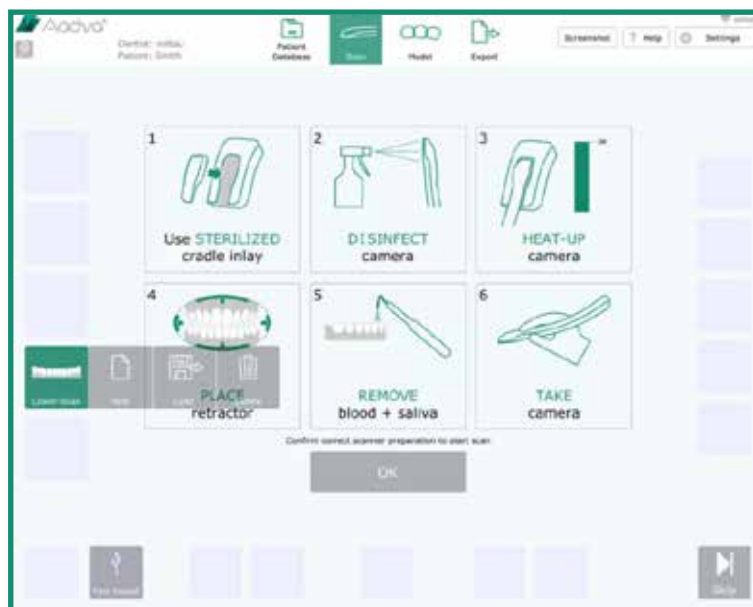 Aadva
Dentist:
Patient: Smith
Patient
Database
Scan
Model
Export
Screenshot
? Help
Settings
1
Use STERILIZED
cradle inlay
2
DISINFECT
camera
3
HEAT-UP
camera
4
PLACE
retractor
5
REMOVE
blood + saliva
6
TAKE
camera
Lower-scan
Confirm correct scanner preparation to start scan
OK
Skip